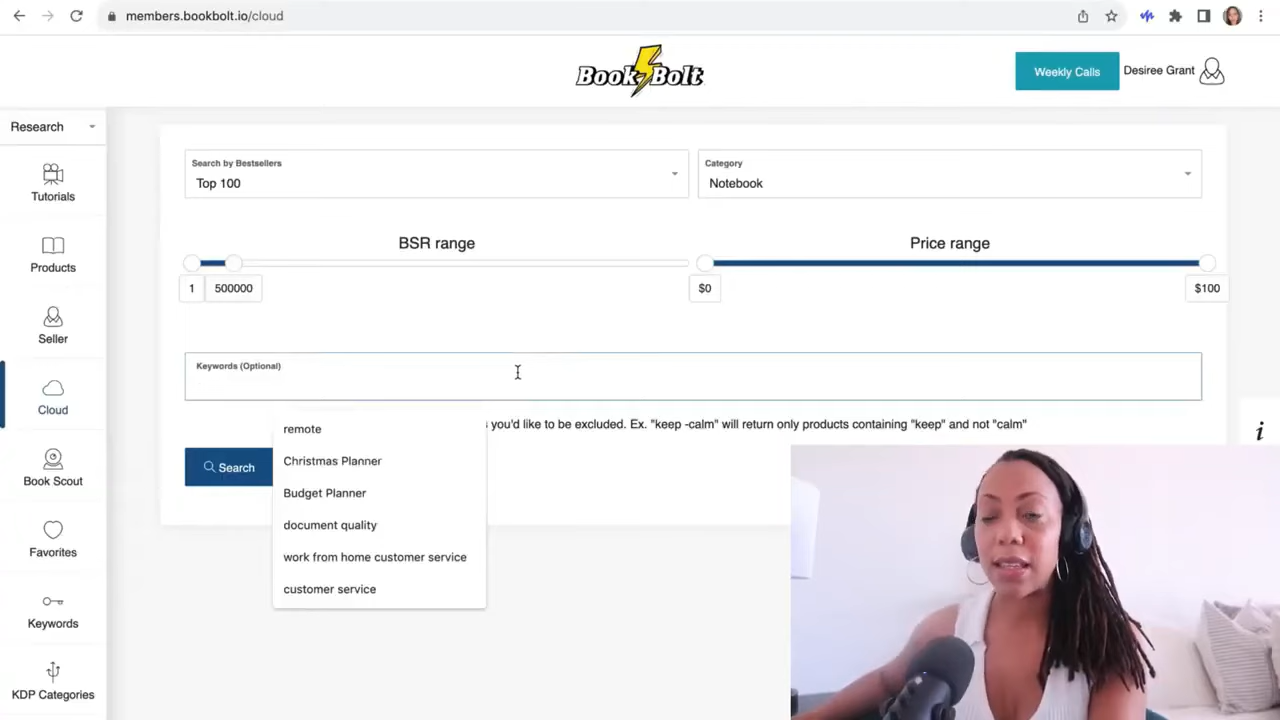 members.bookbolt.io/cloud
Book Bolt
Weekly Calls
Desiree Grant
Research
Tutorials
Products
Seller
Cloud
Book Scout
Favorites
Keywords
KDP Categories
Search by Bestsellers
Top 100
Category
Notebook
BSR range
1
500000
Price range
$0
$100
Keywords (Optional)
s you'd like to be excluded. Ex. "keep -calm" will return only products containing "keep" and not "calm"
Search
remote
Christmas Planner
Budget Planner
document quality
work from home customer service
customer service
i